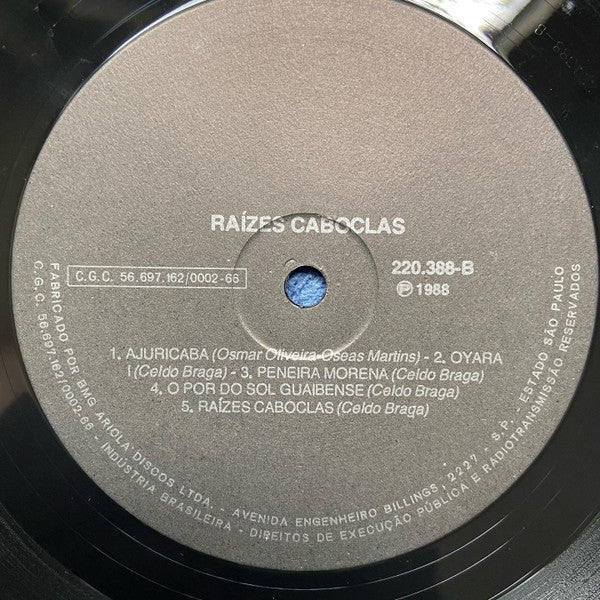 RAÍZES CABOCLAS
C.G.C. 56.697.162/0002-66
220.388-B
℗ 1988
1. AJURICABA (Osmar Oliveira-Oseas Martins) - 2. OYARA
(Celdo Braga) - 3. PENEIRA MORENA (Celdo Braga)
4. O POR DO SOL GUAIBENSE (Celdo Braga)
5. RAÍZES CABOCLAS (Celdo Braga)
FABRICADO POR BMG ARIOLA DISCOS LTDA. - AVENIDA ENGENHEIRO BILLINGS, 2227 - S.P. - ESTADO SÃO PAULO
C.G.C. 56.697.162/0002-66 - INDÚSTRIA BRASILEIRA - DIREITOS DE EXECUÇÃO PÚBLICA E RÁDIOTRANSMISSÃO RESERVADOS